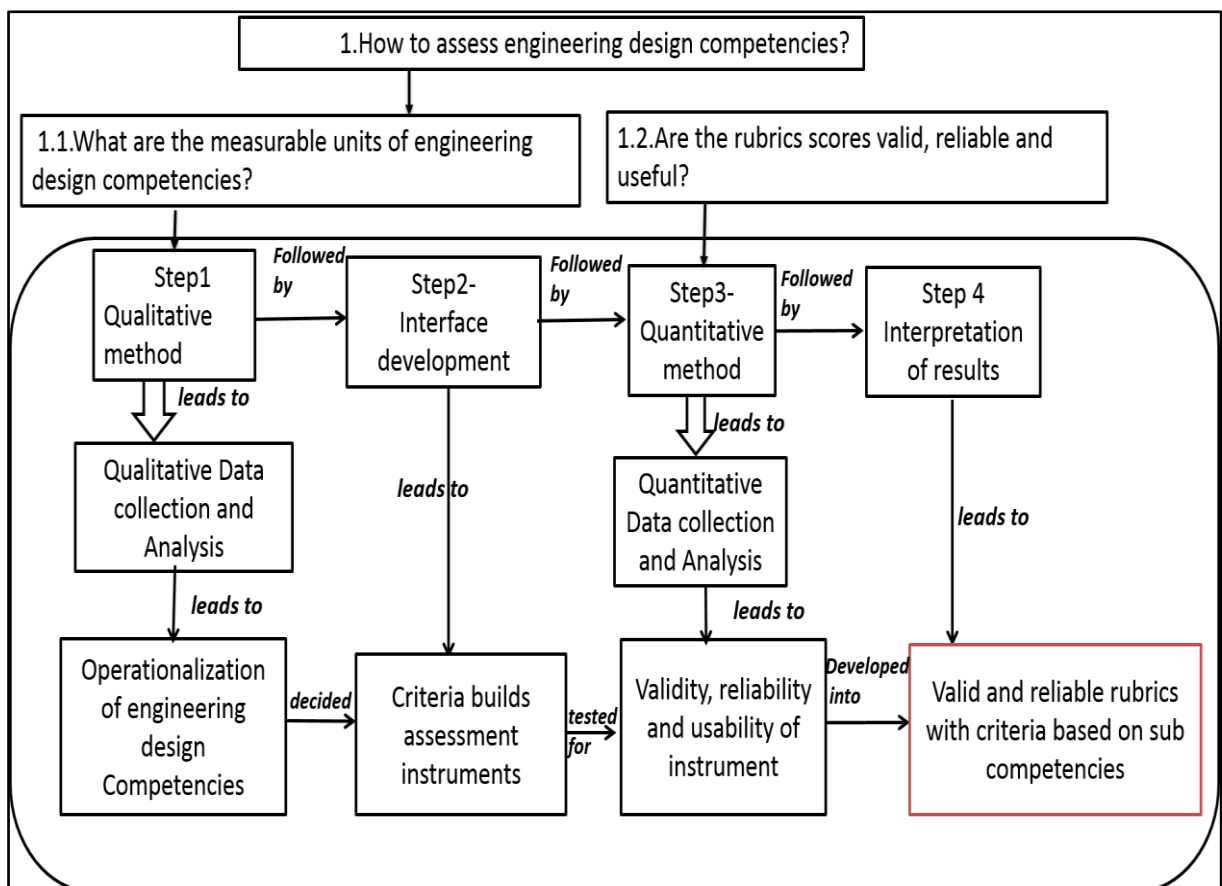 1.How to assess engineering design competencies?
1.1.What are the measurable units of engineering
design competencies?
1.2.Are the rubrics scores valid, reliable and
useful?
Step1
Qualitative
method
Followed
by
Step2-
Interface
development
Followed
by
Step3-
Quantitative
method
Followed
by
Step 4
Interpretation
of results
leads to
leads to
leads to
leads to
Qualitative Data
collection and
Analysis
Quantitative
Data collection
and Analysis
leads to
leads to
Operationalization
of engineering
design
Competencies
decided
Criteria builds
assessment
instruments
tested
for
Validity, reliability
and usability of
instrument
Developed
into
Valid and reliable rubrics
with criteria based on sub
competencies